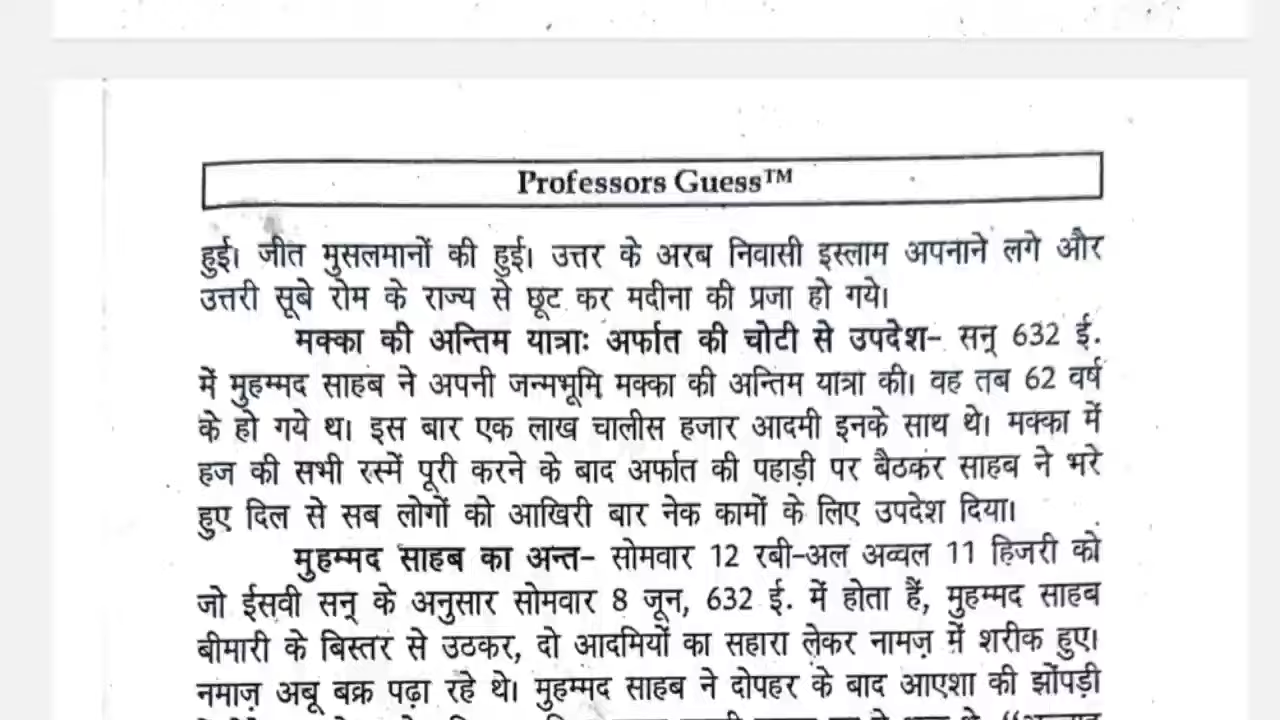 Professors Guess™
हुई। जीत मुसलमानों की हुई। उत्तर के अरब निवासी इस्लाम अपनाने लगे और
उत्तरी सूबे रोम के राज्य से छूट कर मदीना की प्रजा हो गये।
मक्का की अन्तिम यात्राः अर्फात की चोटी से उपदेश– सन् 632 ई.
में मुहम्मद साहब ने अपनी जन्मभूमि मक्का की अन्तिम यात्रा की। वह तब 62 वर्ष
के हो गये थ। इस बार एक लाख चालीस हजार आदमी इनके साथ थे। मक्का में
हज की सभी रस्में पूरी करने के बाद अर्फात की पहाड़ी पर बैठकर साहब ने भरे
हुए दिल से सब लोगों को आखिरी बार नेक कामों के लिए उपदेश दिया।
मुहम्मद साहब का अन्त– सोमवार 12 रबी-अल अव्वल 11 हिजरी को
जो ईसवी सन् के अनुसार सोमवार 8 जून, 632 ई. में होता हैं, मुहम्मद साहब
बीमारी के बिस्तर से उठकर, दो आदमियों का सहारा लेकर नामज़ में शरीक हुए।
नमाज़ अबू बक्र पढ़ा रहे थे। मुहम्मद साहब ने दोपहर के बाद आएशा की झोंपड़ी